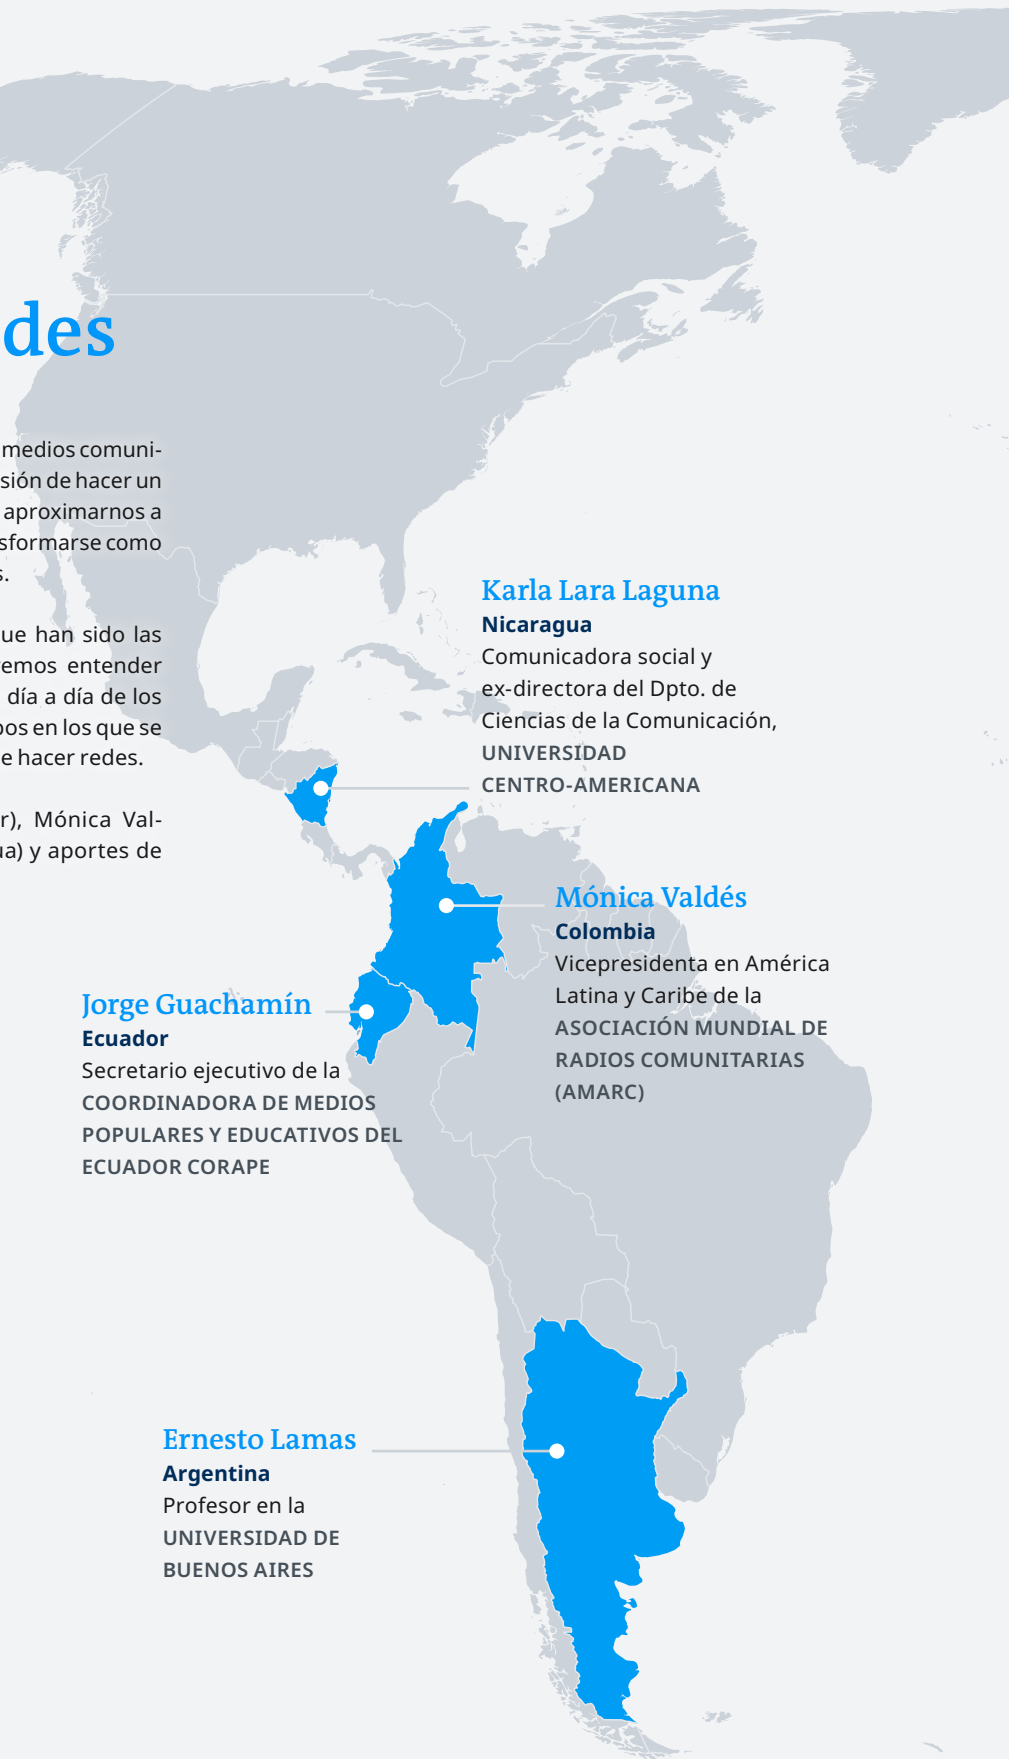 des
medios comuni-
sión de hacer un
aproximarnos a
sformarse como
s.
ue han sido las
remos entender
día a día de los
pos en los que se
e hacer redes.
r), Mónica Val-
ua) y aportes de
Karla Lara Laguna
Nicaragua
Comunicadora social y
ex-directora del Dpto. de
Ciencias de la Comunicación,
UNIVERSIDAD
CENTRO-AMERICANA
Mónica Valdés
Colombia
Vicepresidenta en América
Latina y Caribe de la
ASOCIACIÓN MUNDIAL DE
RADIOS COMUNITARIAS
(AMARC)
Jorge Guachamín
Ecuador
Secretario ejecutivo de la
COORDINADORA DE MEDIOS
POPULARES Y EDUCATIVOS DEL
ECUADOR CORAPE
Ernesto Lamas
Argentina
Profesor en la
UNIVERSIDAD DE
BUENOS AIRES